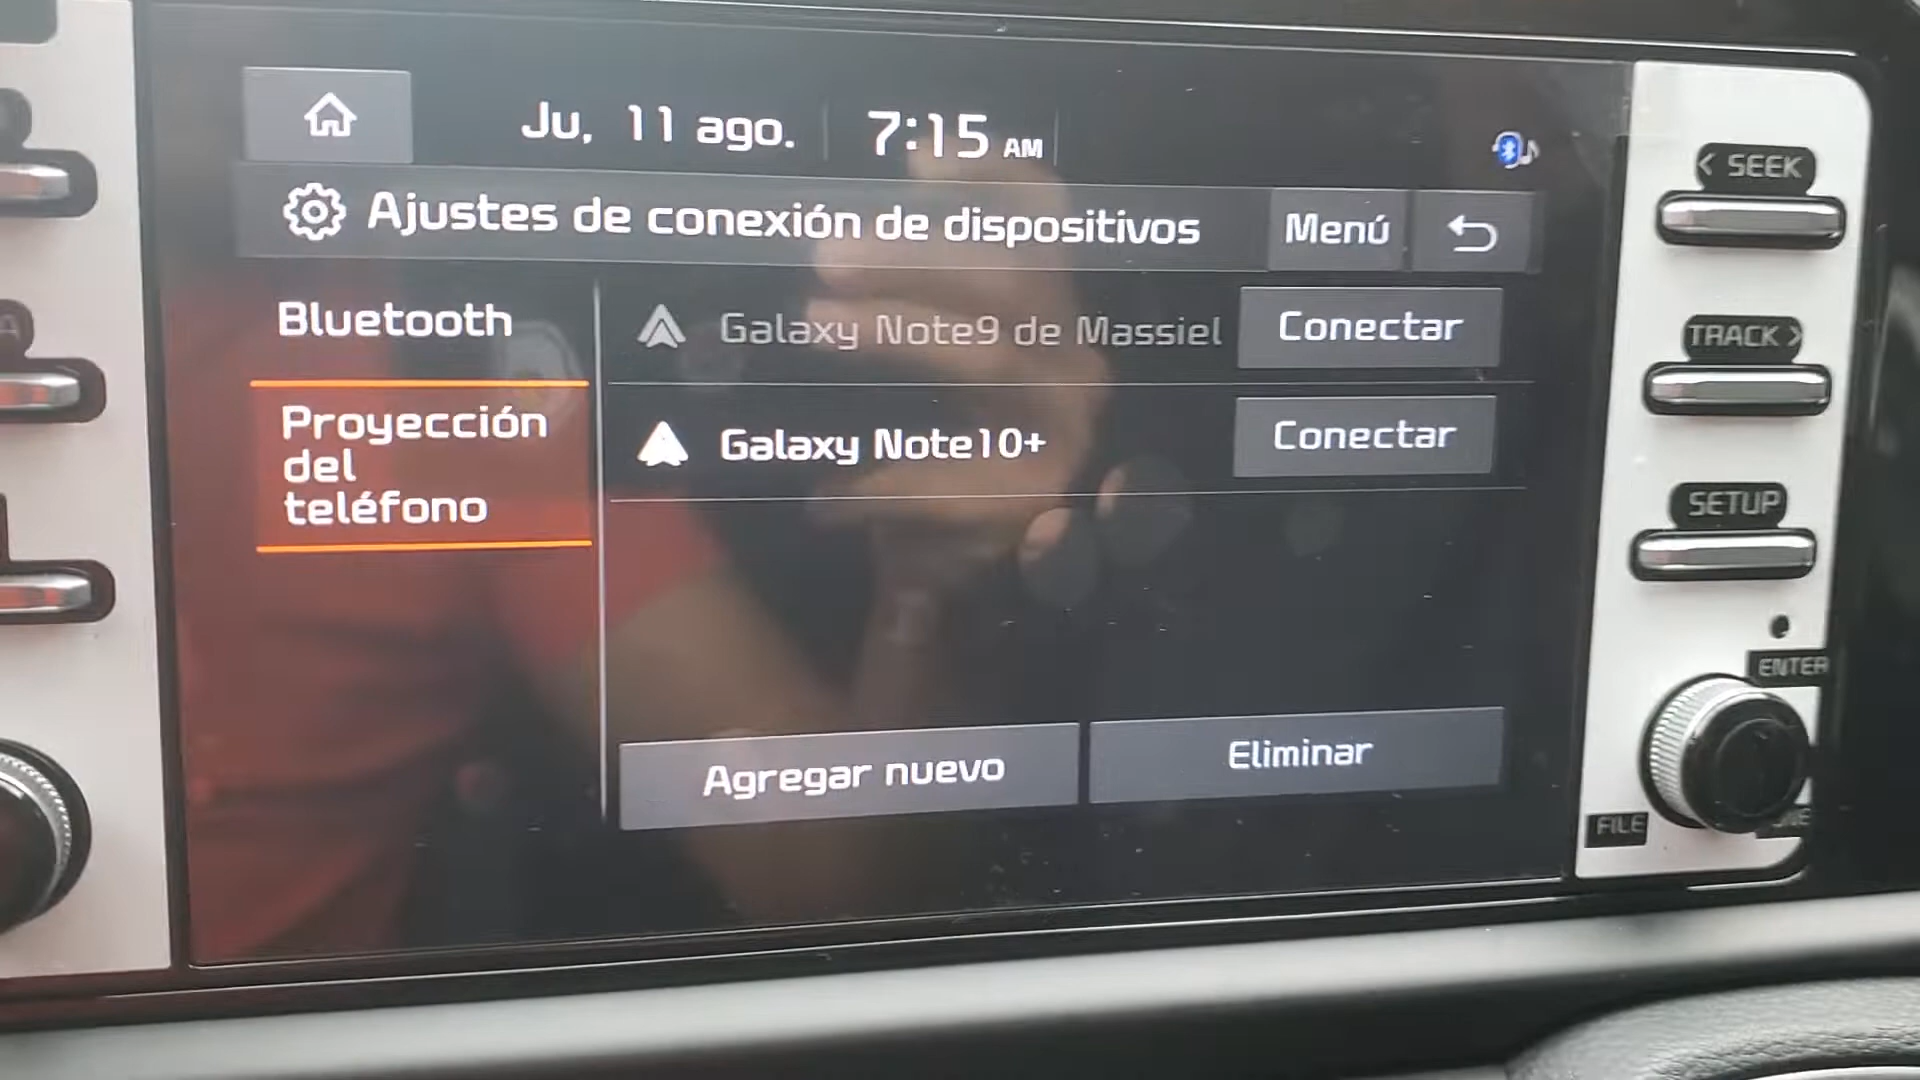 Ju, 11 ago. 7:15 AM
Ajustes de conexión de dispositivos Menú
Bluetooth
Proyección
del
teléfono
Galaxy Note9 de Massiel Conectar
Galaxy Note10+ Conectar
Agregar nuevo Eliminar
< SEEK
TRACK >
SETUP
ENTER
FILE